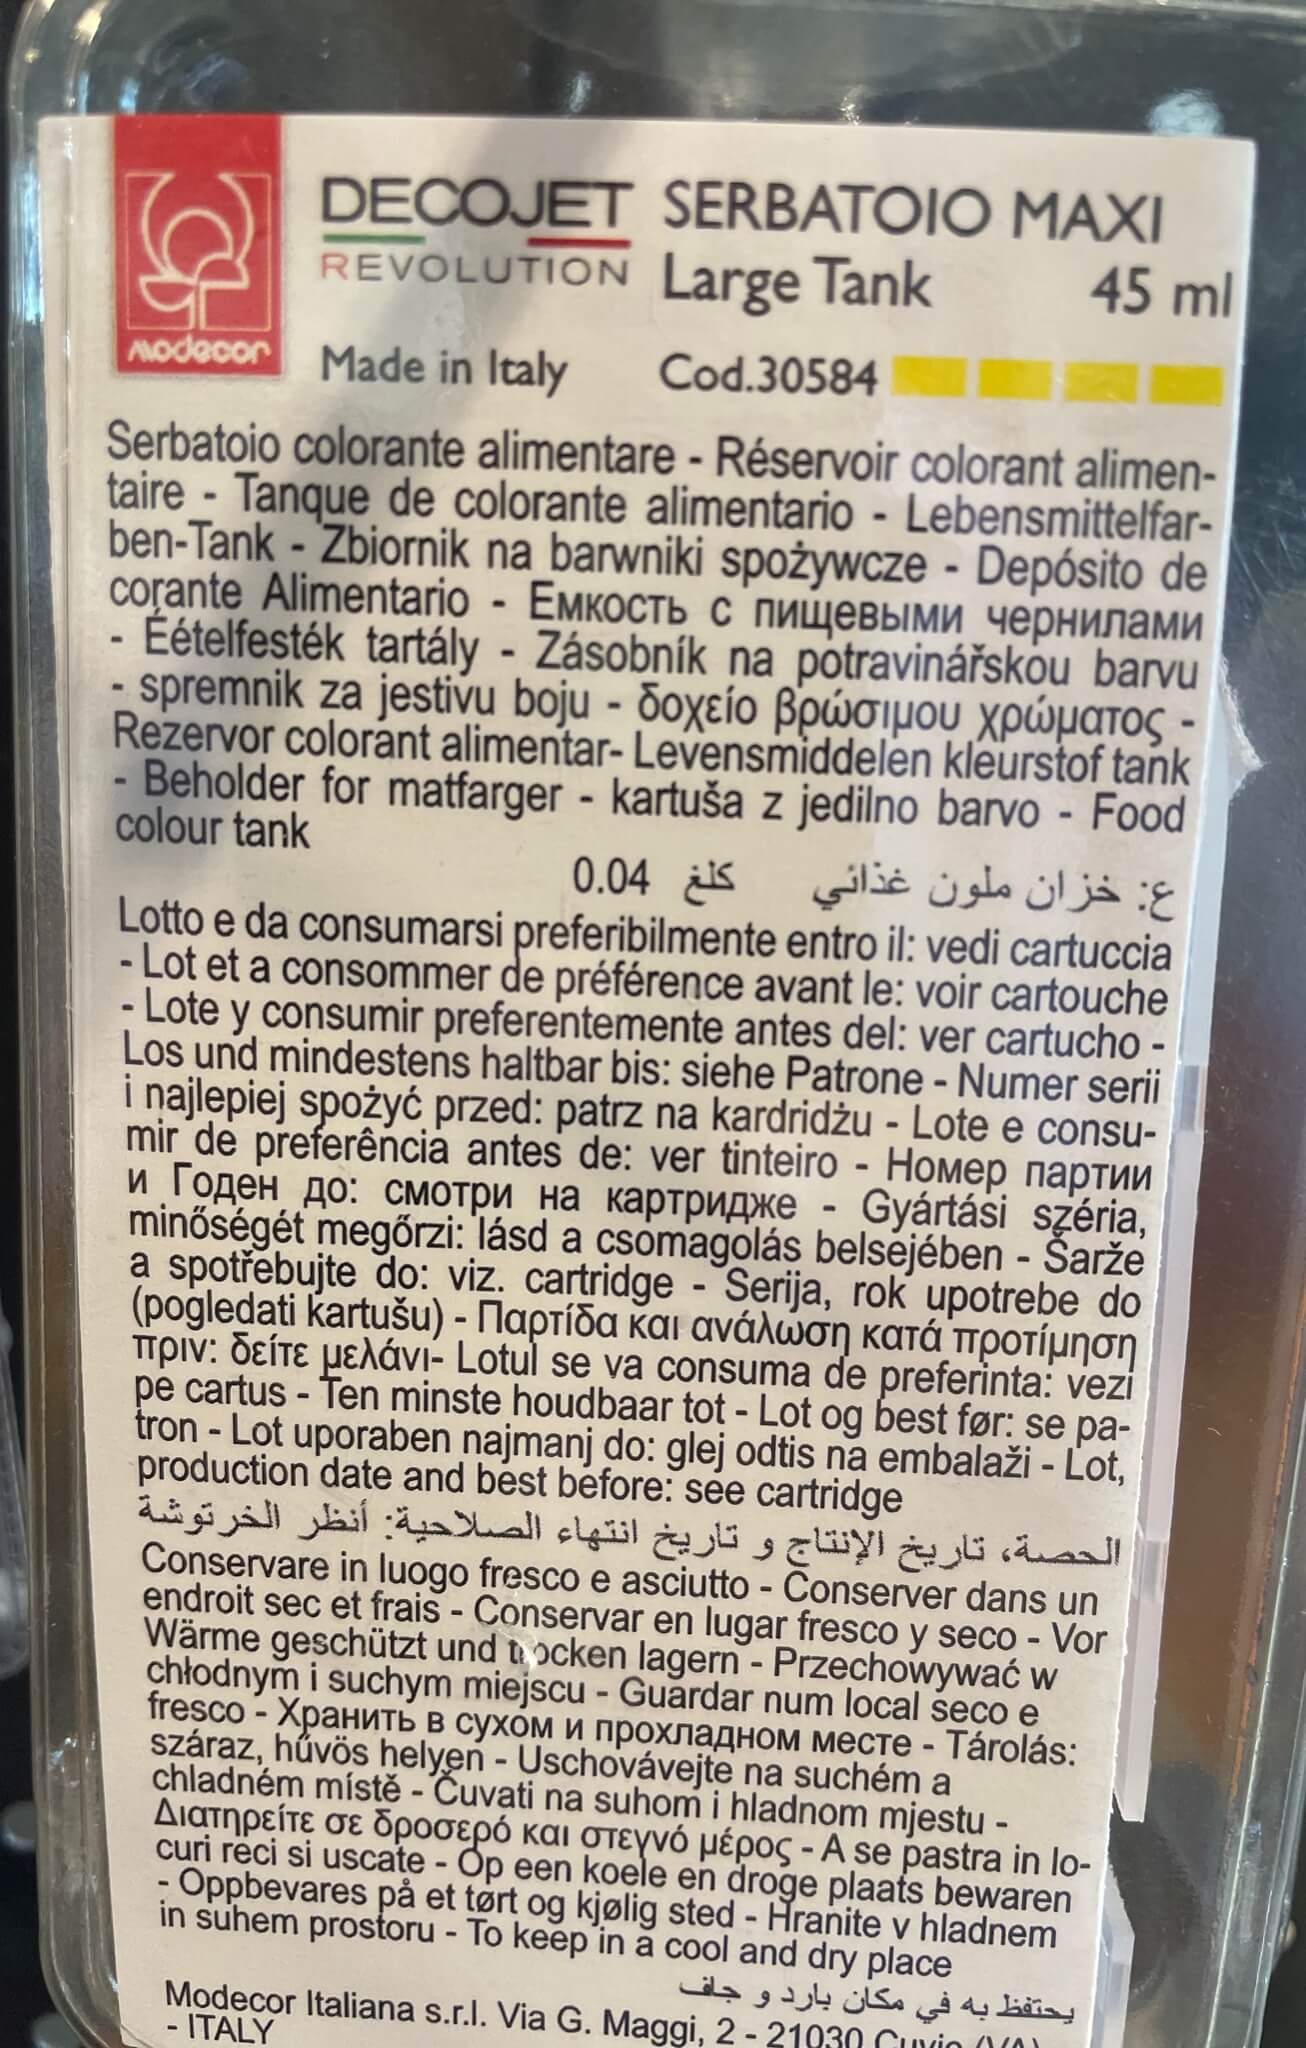 modecor
DECOJET SERBATOIO MAXI
REVOLUTION Large Tank 45 ml
Made in Italy Cod.30584
Serbatoio colorante alimentare - Réservoir colorant alimen-
taire - Tanque de colorante alimentario - Lebensmittelfar-
ben-Tank - Zbiornik na barwniki spożywcze - Depósito de
corante Alimentario - Емкость с пищевыми чернилами
- Éételfesték tartály - Zásobník na potravinářskou barvu
- spremnik za jestivu boju - δοχείο βρώσιμου χρώματος -
Rezervor colorant alimentar- Levensmiddelen kleurstof tank
- Beholder for matfarger - kartuša z jedilno barvo - Food
colour tank
ع: خزان ملون غذائي كلغ 0.04
Lotto e da consumarsi preferibilmente entro il: vedi cartuccia
- Lot et a consommer de préférence avant le: voir cartouche
- Lote y consumir preferentemente antes del: ver cartucho -
Los und mindestens haltbar bis: siehe Patrone - Numer serii
i najlepiej spożyć przed: patrz na kardridżu - Lote e consu-
mir de preferência antes de: ver tinteiro - Номер партии
и Годен до: смотри на картридже - Gyártási széria,
minőségét megőrzi: lásd a csomagolás belsejében - Šarže
a spotřebujte do: viz. cartridge - Serija, rok upotrebe do
(pogledati kartušu) - Παρτίδα και ανάλωση κατά προτίμηση
πριν: δείτε μελάνι- Lotul se va consuma de preferinta: vezi
pe cartus - Ten minste houdbaar tot - Lot og best før: se pa-
tron - Lot uporaben najmanj do: glej odtis na embalaži - Lot,
production date and best before: see cartridge
الحصة، تاريخ الإنتاج و تاريخ انتهاء الصلاحية: أنظر الخرتوشة
Conservare in luogo fresco e asciutto - Conserver dans un
endroit sec et frais - Conservar en lugar fresco y seco - Vor
Wärme geschützt und trocken lagern - Przechowywać w
chłodnym i suchym miejscu - Guardar num local seco e
fresco - Хранить в сухом и прохладном месте - Tárolás:
száraz, hűvös helyen - Uschovávejte na suchém a
chladném místě - Čuvati na suhom i hladnom mjestu -
Διατηρείτε σε δροσερό και στεγνό μέρος - A se pastra in lo-
curi reci si uscate - Op een koele en droge plaats bewaren
- Oppbevares på et tørt og kjølig sted - Hranite v hladnem
in suhem prostoru - To keep in a cool and dry place
يحتفظ به في مكان بارد و جاف
Modecor Italiana s.r.l. Via G. Maggi, 2 - 21030 Cuvio (VA)
- ITALY